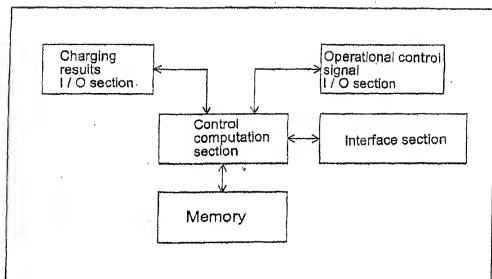 Charging
results
I / O section
Operational control
signal
I / O section
Control
computation
section
Interface section
Memory